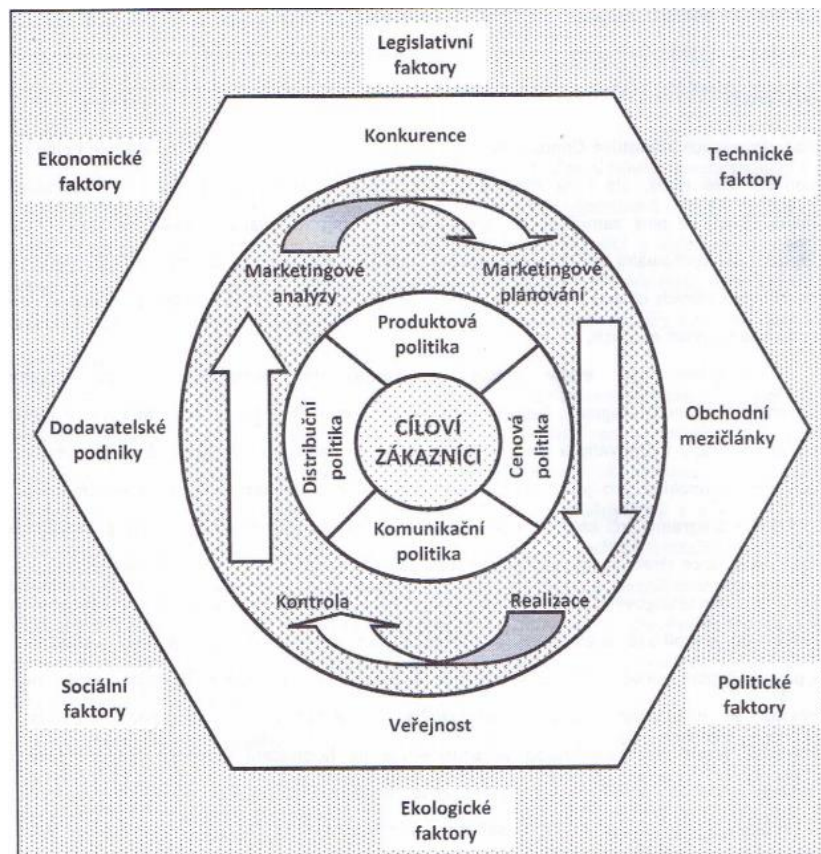 Legislativní
faktory
Konkurence
Ekonomické
faktory
Technické
faktory
Marketingové
analýzy
Marketingové
plánování
Produktová
politika
Dodavatelské
podniky
Distribuční
politika
CÍLOVÍ
ZÁKAZNÍCI
Cenová
politika
Obchodní
mezičlánky
Komunikační
politika
Kontrola
Realizace
Sociální
faktory
Politické
faktory
Veřejnost
Ekologické
faktory